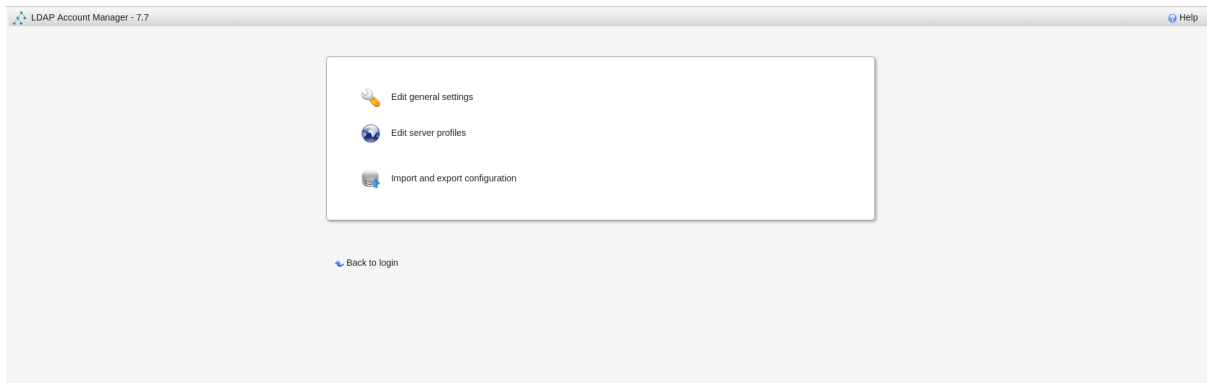 LDAP Account Manager - 7.7
Help
Edit general settings
Edit server profiles
Import and export configuration
Back to login